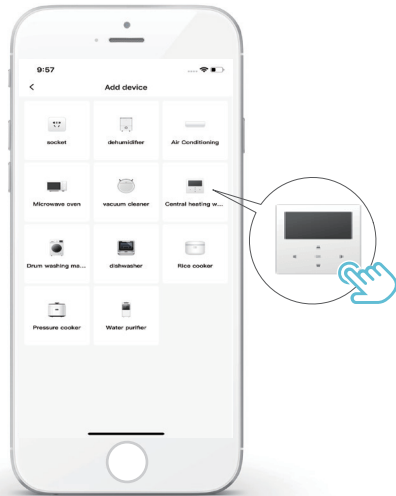 9:57
Add device
socket
dehumidifier
Air Conditioning
Microwave oven
vacuum cleaner
Central heating w...
Drum washing ma...
dishwasher
Rice cooker
Pressure cooker
Water purifier